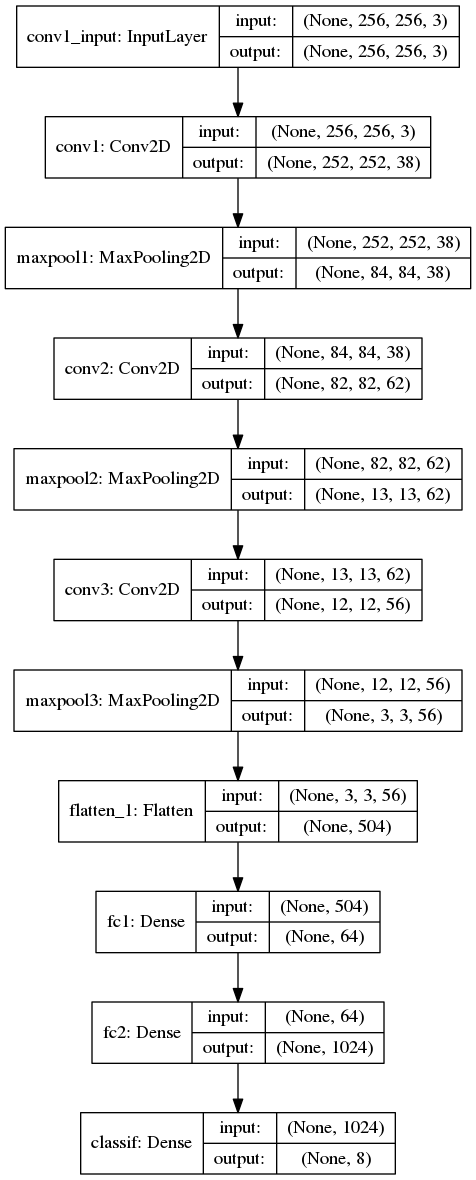 conv1_input: InputLayer
input: (None, 256, 256, 3)
output: (None, 256, 256, 3)
conv1: Conv2D
input: (None, 256, 256, 3)
output: (None, 252, 252, 38)
maxpool1: MaxPooling2D
input: (None, 252, 252, 38)
output: (None, 84, 84, 38)
conv2: Conv2D
input: (None, 84, 84, 38)
output: (None, 82, 82, 62)
maxpool2: MaxPooling2D
input: (None, 82, 82, 62)
output: (None, 13, 13, 62)
conv3: Conv2D
input: (None, 13, 13, 62)
output: (None, 12, 12, 56)
maxpool3: MaxPooling2D
input: (None, 12, 12, 56)
output: (None, 3, 3, 56)
flatten_1: Flatten
input: (None, 3, 3, 56)
output: (None, 504)
fc1: Dense
input: (None, 504)
output: (None, 64)
fc2: Dense
input: (None, 64)
output: (None, 1024)
classif: Dense
input: (None, 1024)
output: (None, 8)